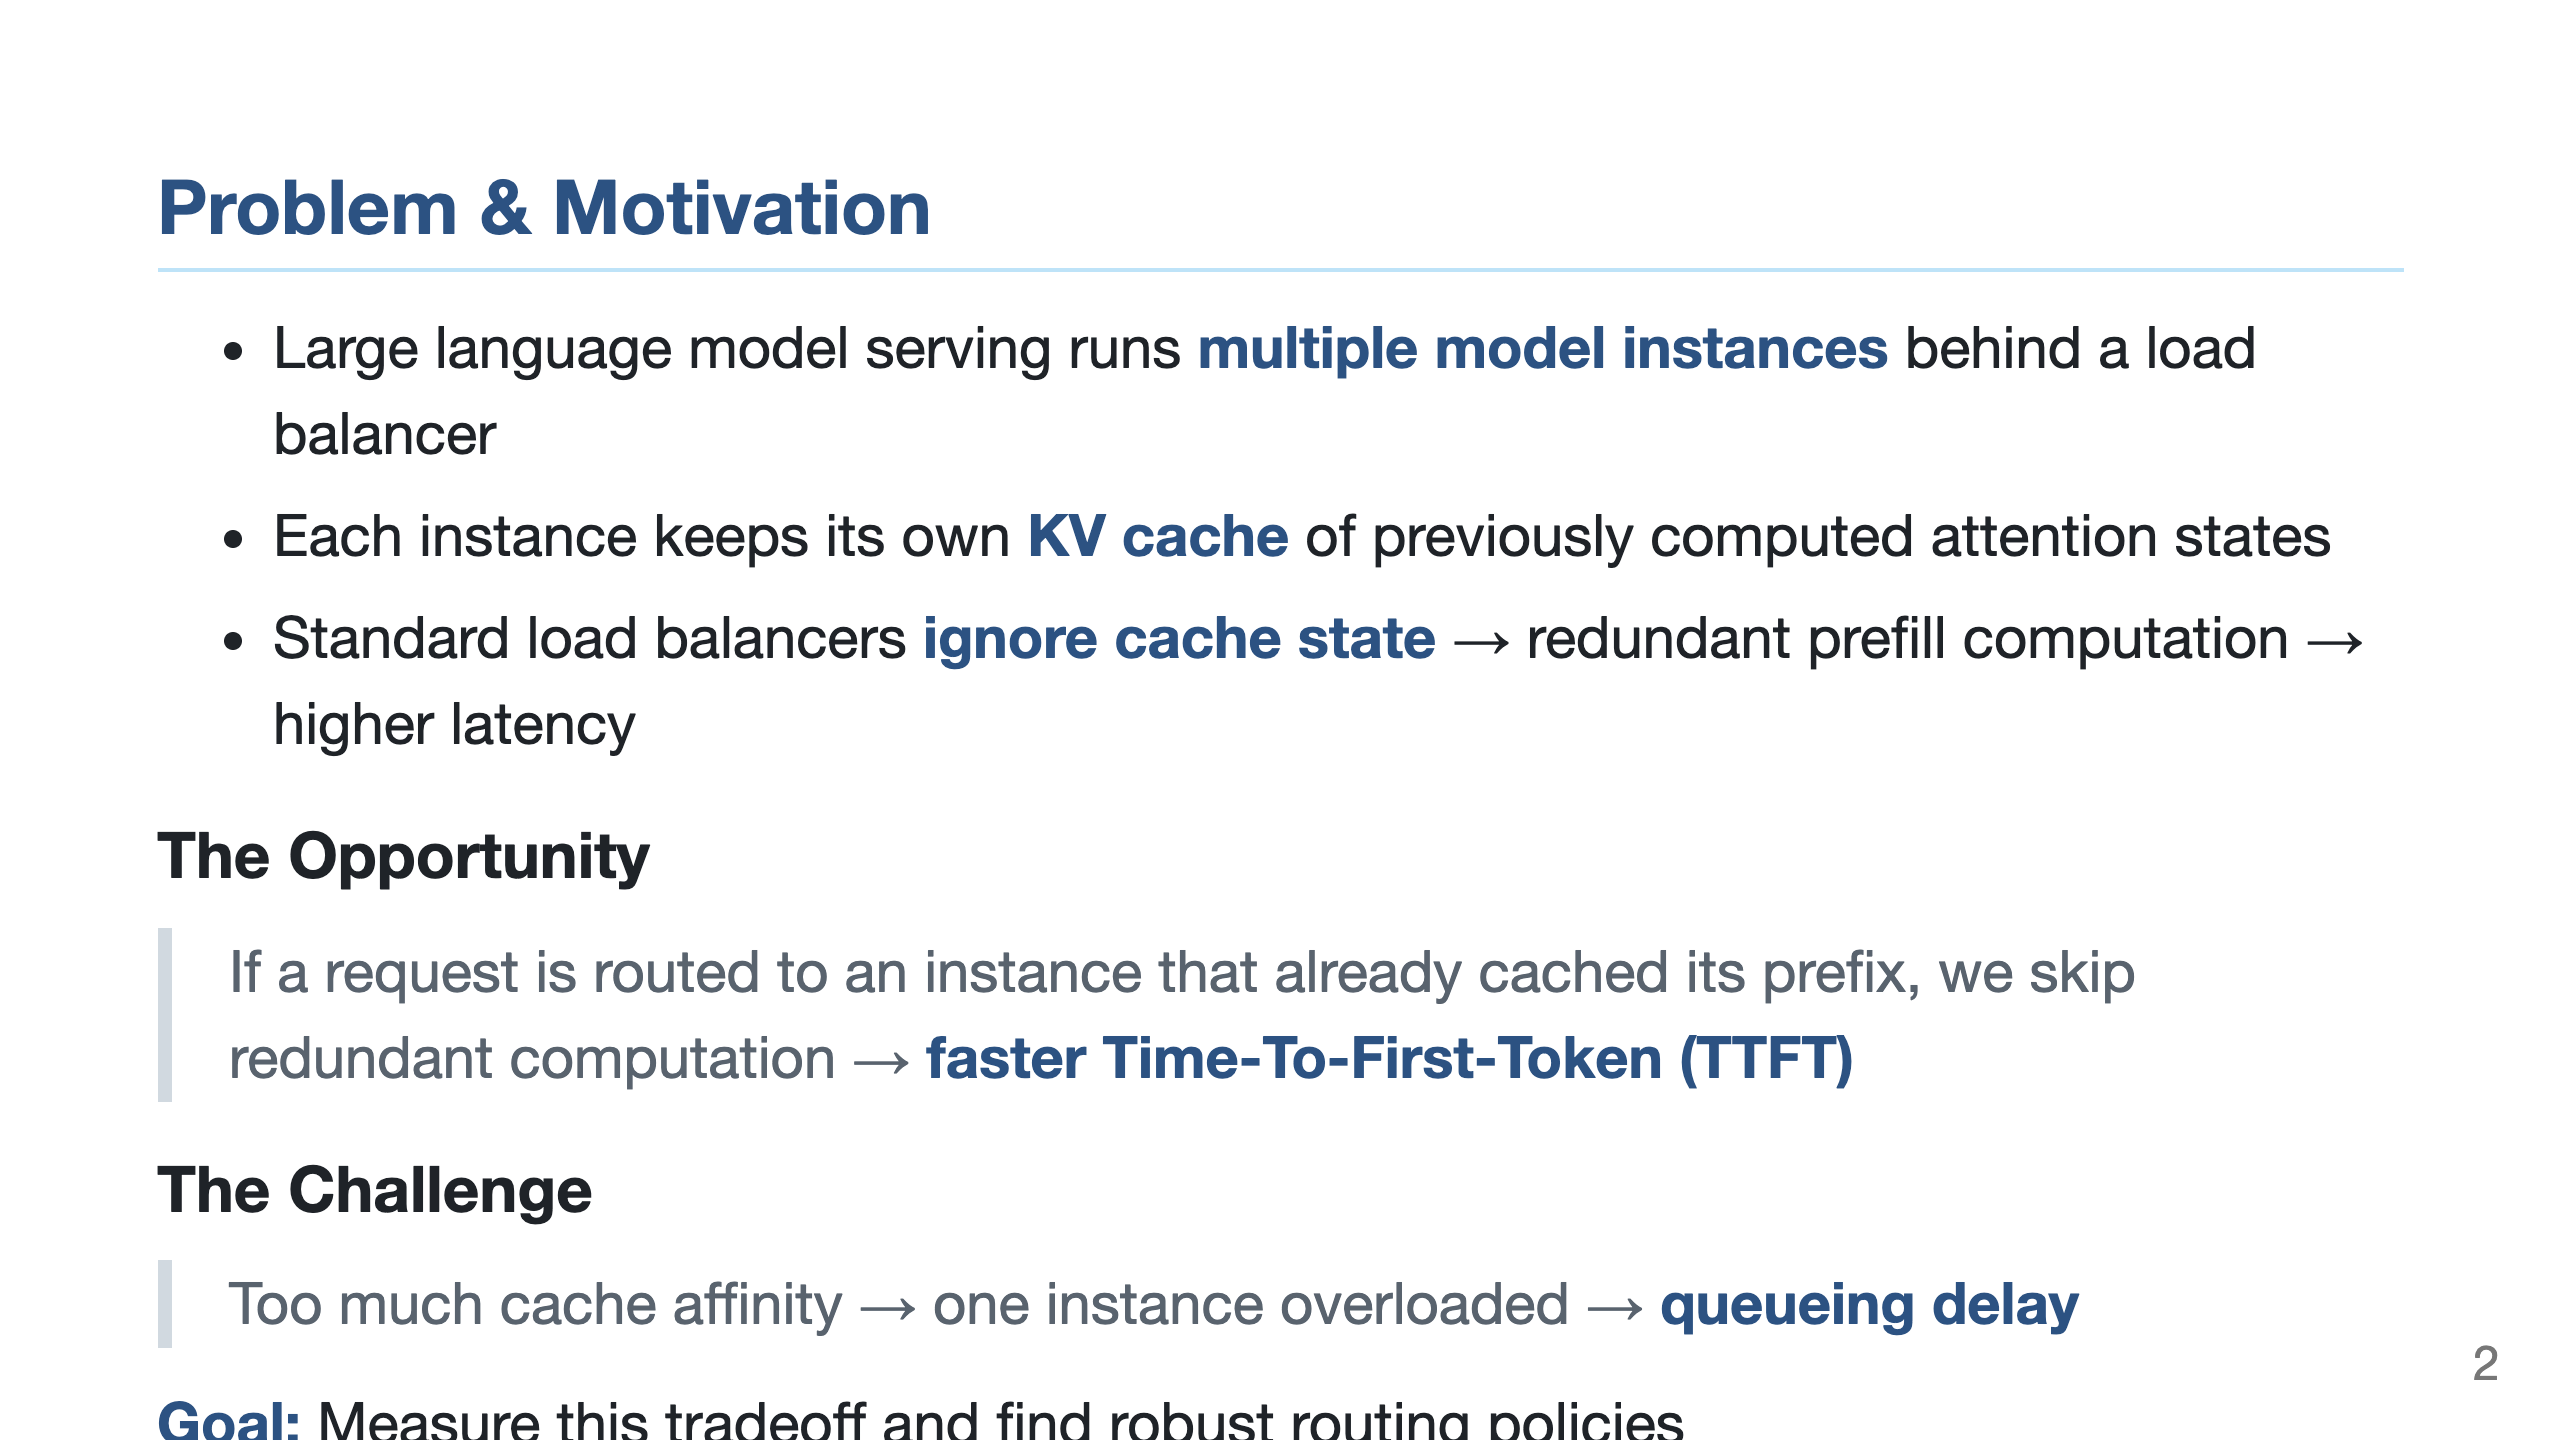 Problem & Motivation
• Large language model serving runs multiple model instances behind a load
balancer
• Each instance keeps its own KV cache of previously computed attention states
• Standard load balancers ignore cache state → redundant prefill computation →
higher latency
The Opportunity
If a request is routed to an instance that already cached its prefix, we skip
redundant computation → faster Time-To-First-Token (TTFT)
The Challenge
Too much cache affinity → one instance overloaded → queueing delay
2
Goal: Measure this tradeoff and find robust routing policies